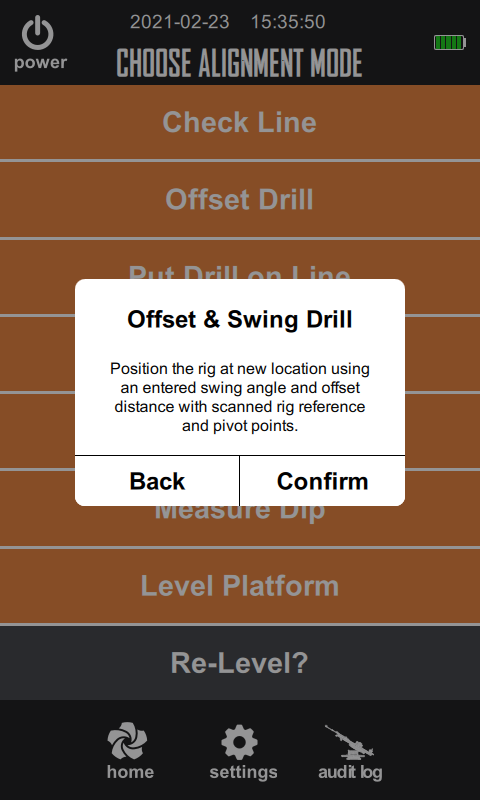 2021-02-23 15:35:50
power
CHOOSE ALIGNMENT MODE
Check Line
Offset Drill
Put Drill on Line
Offset & Swing Drill
Position the rig at new location using
an entered swing angle and offset
distance with scanned rig reference
and pivot points.
Back Confirm
Measure Dip
Level Platform
Re-Level?
home settings audit log